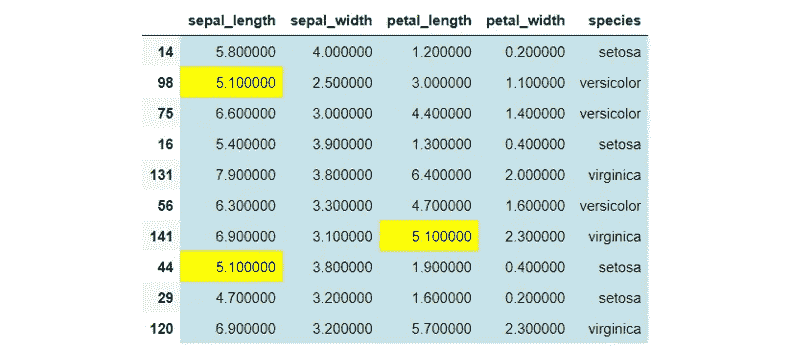 sepal_length sepal_width petal_length petal_width species
14 5.800000 4.000000 1.200000 0.200000 setosa
98 5.100000 2.500000 3.000000 1.100000 versicolor
75 6.600000 3.000000 4.400000 1.400000 versicolor
16 5.400000 3.900000 1.300000 0.400000 setosa
131 7.900000 3.800000 6.400000 2.000000 virginica
56 6.300000 3.300000 4.700000 1.600000 versicolor
141 6.900000 3.100000 5.100000 2.300000 virginica
44 5.100000 3.800000 1.900000 0.400000 setosa
29 4.700000 3.200000 1.600000 0.200000 setosa
120 6.900000 3.200000 5.700000 2.300000 virginica